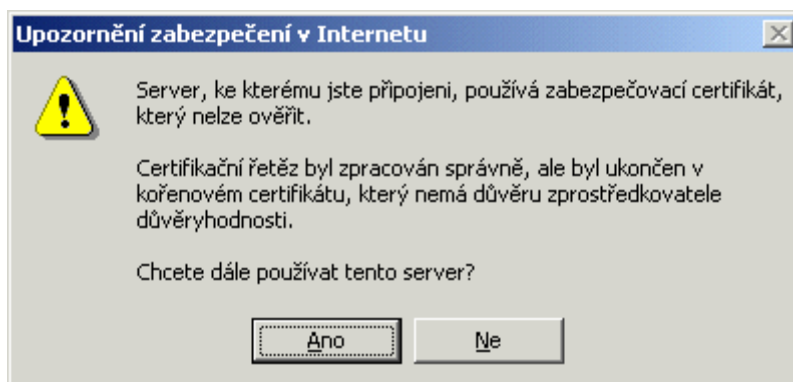 Upozornění zabezpečení v Internetu
Server, ke kterému jste připojeni, používá zabezpečovací certifikát,
který nelze ověřit.
Certifikační řetěz byl zpracován správně, ale byl ukončen v
kořenovém certifikátu, který nemá důvěru zprostředkovatele
důvěryhodnosti.
Chcete dále používat tento server?
Ano
Ne